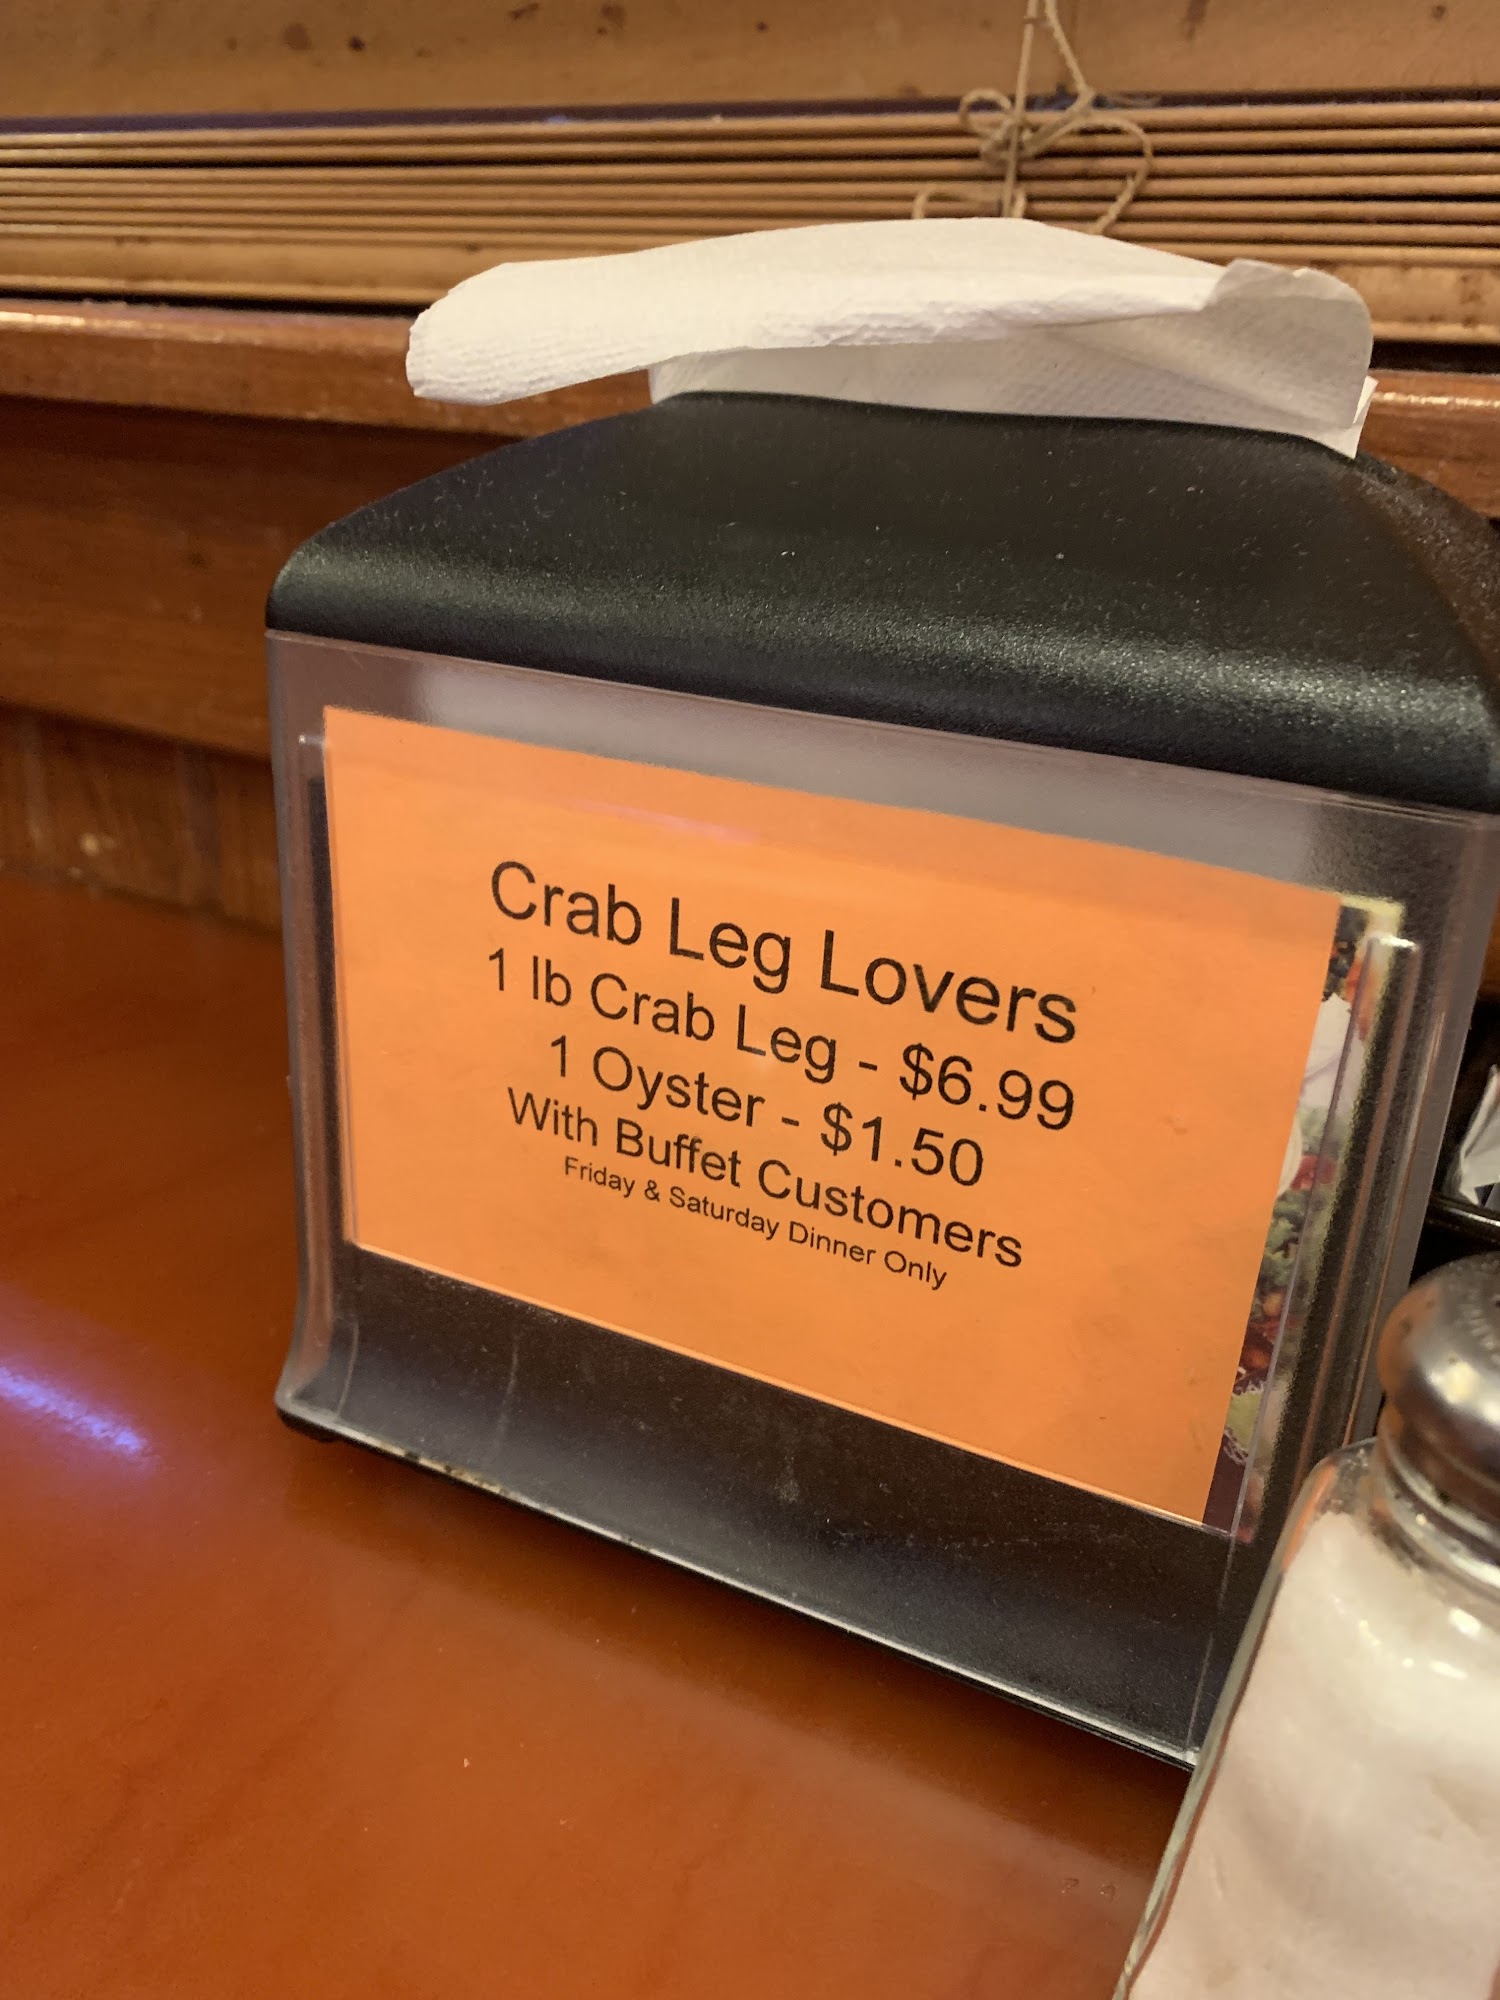 Crab Leg Lovers
1 lb Crab Leg - $6.99
1 Oyster - $1.50
With Buffet Customers
Friday & Saturday Dinner Only